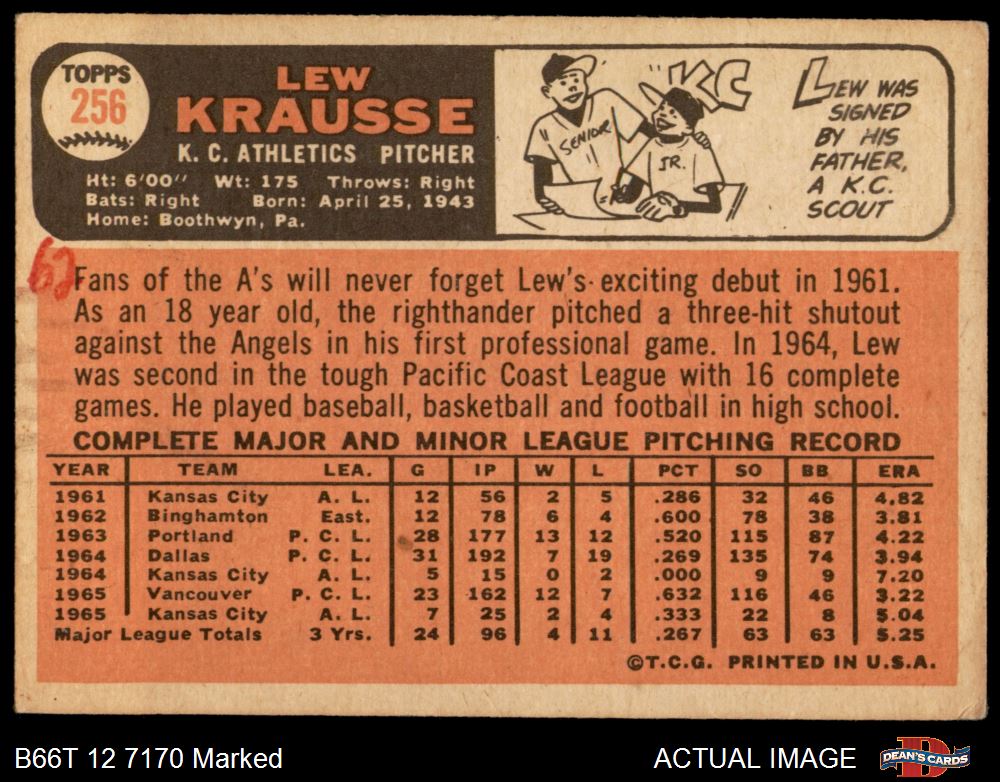 TOPPS
256
LEW
KRAUSSE
K. C. ATHLETICS PITCHER
Ht: 6'00" Wt: 175 Throws: Right
Bats: Right Born: April 25, 1943
Home: Boothwyn, Pa.
KC
SENIOR
JR.
LEW WAS
SIGNED
BY HIS
FATHER,
A K.C.
SCOUT
62
Fans of the A's will never forget Lew's exciting debut in 1961.
As an 18 year old, the righthander pitched a three-hit shutout
against the Angels in his first professional game. In 1964, Lew
was second in the tough Pacific Coast League with 16 complete
games. He played baseball, basketball and football in high school.
COMPLETE MAJOR AND MINOR LEAGUE PITCHING RECORD
YEAR TEAM LEA. G IP W L PCT SO BB ERA
1961 Kansas City A. L. 12 56 2 5 .286 32 46 4.82
1962 Binghamton East. 12 78 6 4 .600 78 38 3.81
1963 Portland P. C. L. 28 177 13 12 .520 115 87 4.22
1964 Dallas P. C. L. 31 192 7 19 .269 135 74 3.94
1964 Kansas City A. L. 5 15 0 2 .000 9 9 7.20
1965 Vancouver P. C. L. 23 162 12 7 .632 116 46 3.22
1965 Kansas City A. L. 7 25 2 4 .333 22 8 5.04
Major League Totals 3 Yrs. 24 96 4 11 .267 63 63 5.25
©T.C.G. PRINTED IN U.S.A.
B66T 12 7170 Marked
ACTUAL IMAGE
DEAN'S CARDS